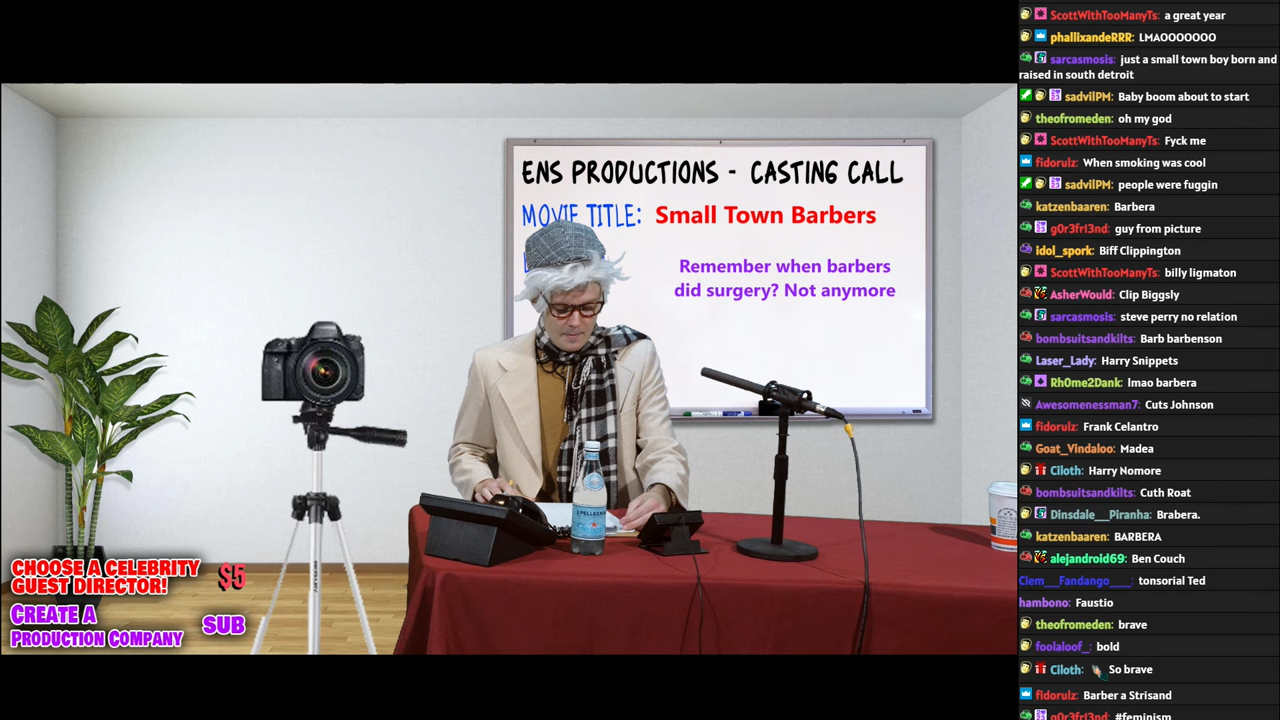 ENS PRODUCTIONS - CASTING CALL
MOVIE TITLE: Small Town Barbers
Remember when barbers
did surgery? Not anymore
S.PELLEGRINO
CHOOSE A CELEBRITY
GUEST DIRECTOR! $5
CREATE A
PRODUCTION COMPANY SUB
ScottWithTooManyTs: a great year
phallixandeRRR: LMAOOOOOOO
sarcasmosis: just a small town boy born and
raised in south detroit
sadvilPM: Baby boom about to start
theofromeden: oh my god
ScottWithTooManyTs: Fyck me
fidorulz: When smoking was cool
sadvilPM: people were fuggin
katzenbaaren: Barbera
g0r3fr13nd: guy from picture
idol_spork: Biff Clippington
ScottWithTooManyTs: billy ligmaton
AsherWould: Clip Biggsly
sarcasmosis: steve perry no relation
bombsuitsandkilts: Barb barbenson
Laser_Lady: Harry Snippets
Rh0me2Dank: lmao barbera
Awesomenessman7: Cuts Johnson
fidorulz: Frank Celantro
Goat_Vindaloo: Madea
Ciloth: Harry Nomore
bombsuitsandkilts: Cuth Roat
Dinsdale__Piranha: Brabera.
katzenbaaren: BARBERA
alejandroid69: Ben Couch
Clem__Fandango___: tonsorial Ted
hambono: Faustio
theofromeden: brave
foolaloof_: bold
Ciloth: So brave
fidorulz: Barber a Strisand
g0r3fr13nd: #feminism